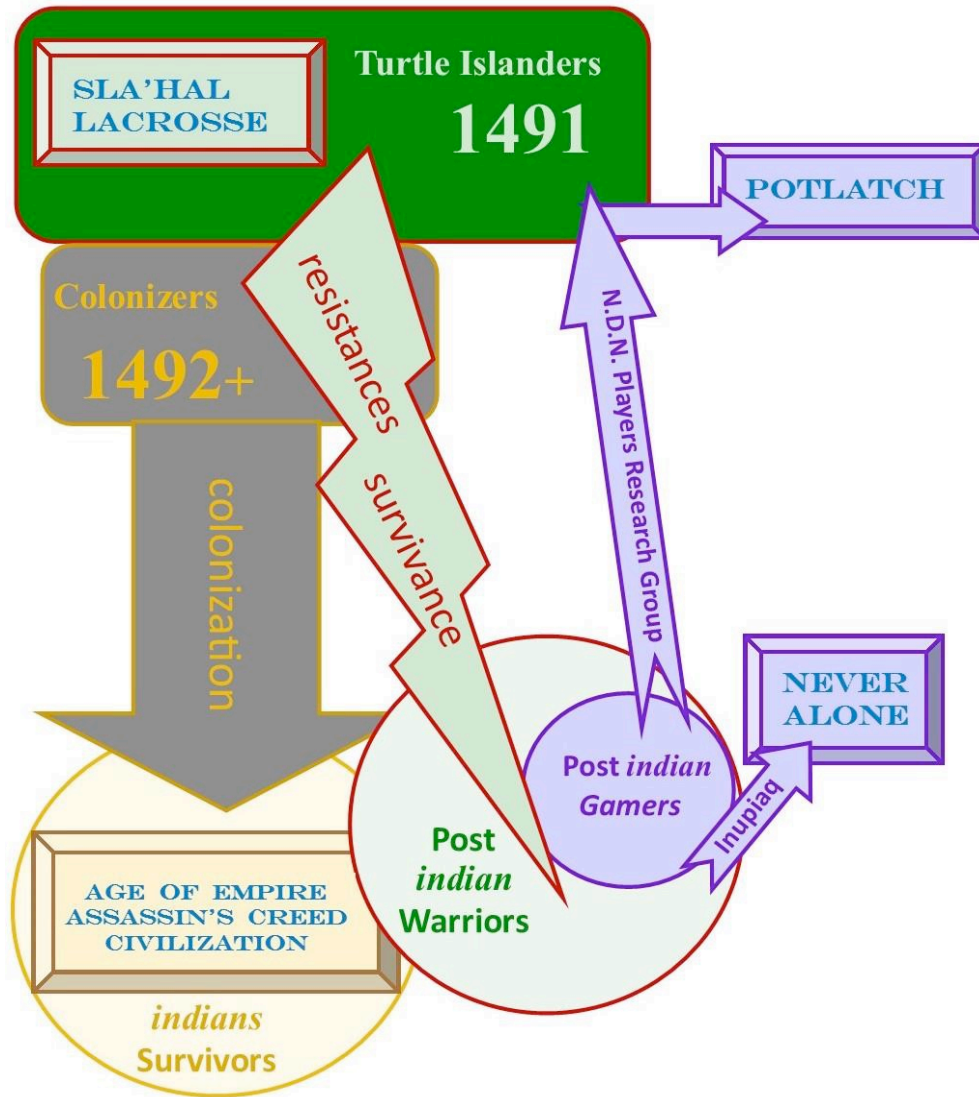 SLA'HAL
LACROSSE
Turtle Islanders
1491
POTLATCH
Colonizers
1492+
resistances
survivance
N.D.N. Players Research Group
colonization
NEVER
ALONE
Inupiaq
Post indian
Gamers
Post
indian
Warriors
AGE OF EMPIRE
ASSASSIN'S CREED
CIVILIZATION
indians
Survivors